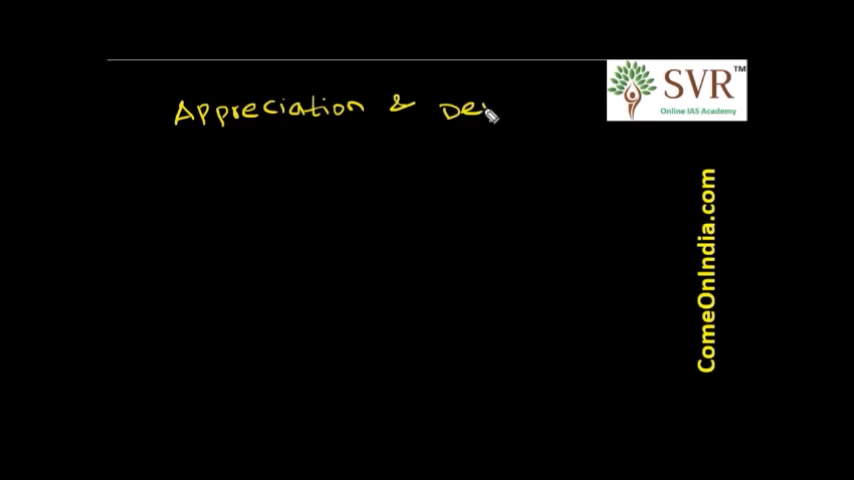 Appreciation & De
SVR™
Online IAS Academy
ComeOnIndia.com